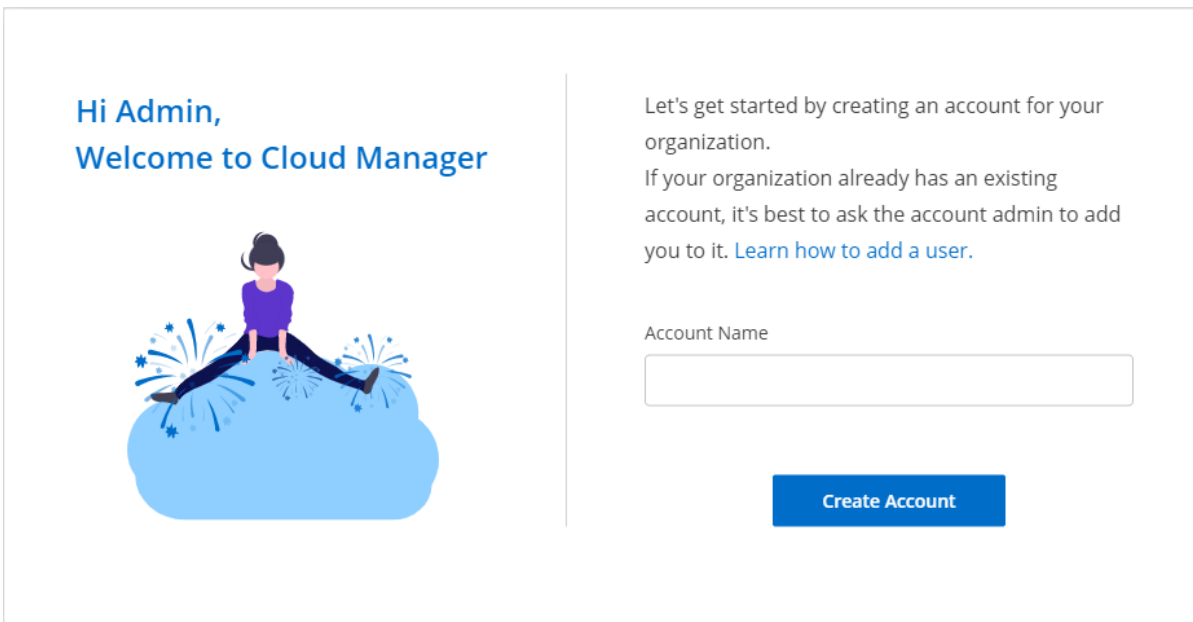 Hi Admin,
Welcome to Cloud Manager
Let's get started by creating an account for your
organization.
If your organization already has an existing
account, it's best to ask the account admin to add
you to it. Learn how to add a user.
Account Name
Create Account